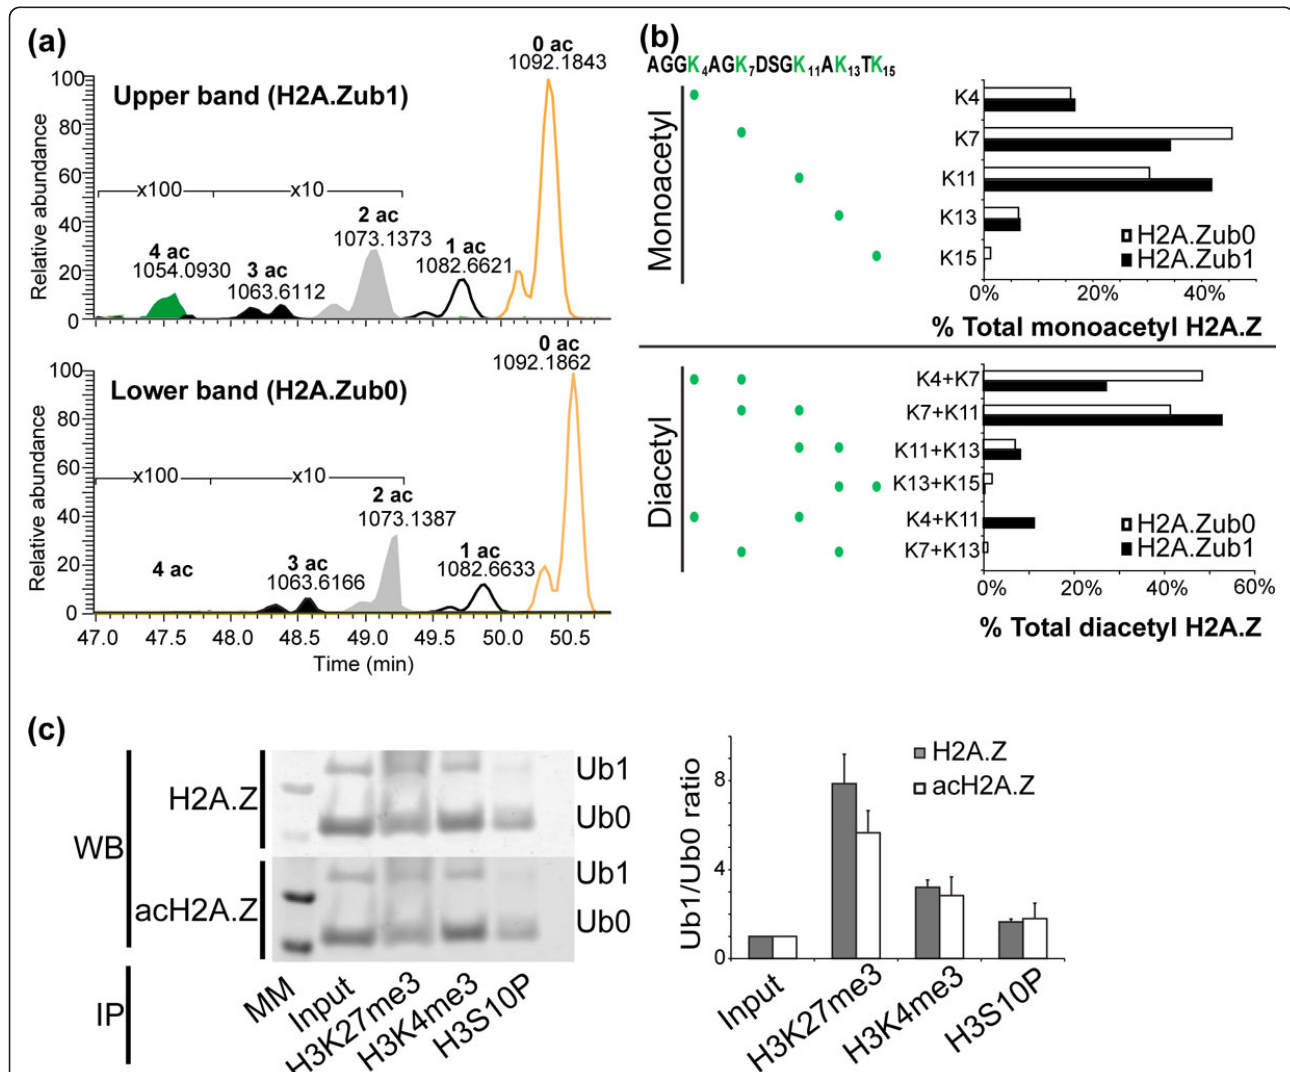 (a)
0 ac
1092.1843
Upper band (H2A.Zub1)
x100
x10
2 ac
1073.1373
4 ac
1054.0930
3 ac
1063.6112
1 ac
1082.6621
Relative abundance
100
80
60
40
20
0
0 ac
1092.1862
Lower band (H2A.Zub0)
x100
x10
2 ac
1073.1387
4 ac
3 ac
1063.6166
1 ac
1082.6633
Relative abundance
100
80
60
40
20
0
47.0 47.5 48.0 48.5 49.0 49.5 50.0 50.5
Time (min)
(b)
AGGK4AGK7DSGK11AK13TK15
Monoacetyl
K4
K7
K11
K13
K15
H2A.Zub0
H2A.Zub1
0% 20% 40%
% Total monoacetyl H2A.Z
Diacetyl
K4+K7
K7+K11
K11+K13
K13+K15
K4+K11
K7+K13
H2A.Zub0
H2A.Zub1
0% 20% 40% 60%
% Total diacetyl H2A.Z
(c)
WB
H2A.Z
Ub1
Ub0
acH2A.Z
Ub1
Ub0
IP
MM
Input
H3K27me3
H3K4me3
H3S10P
Ub1/Ub0 ratio
8
4
0
H2A.Z
acH2A.Z
Input
H3K27me3
H3K4me3
H3S10P